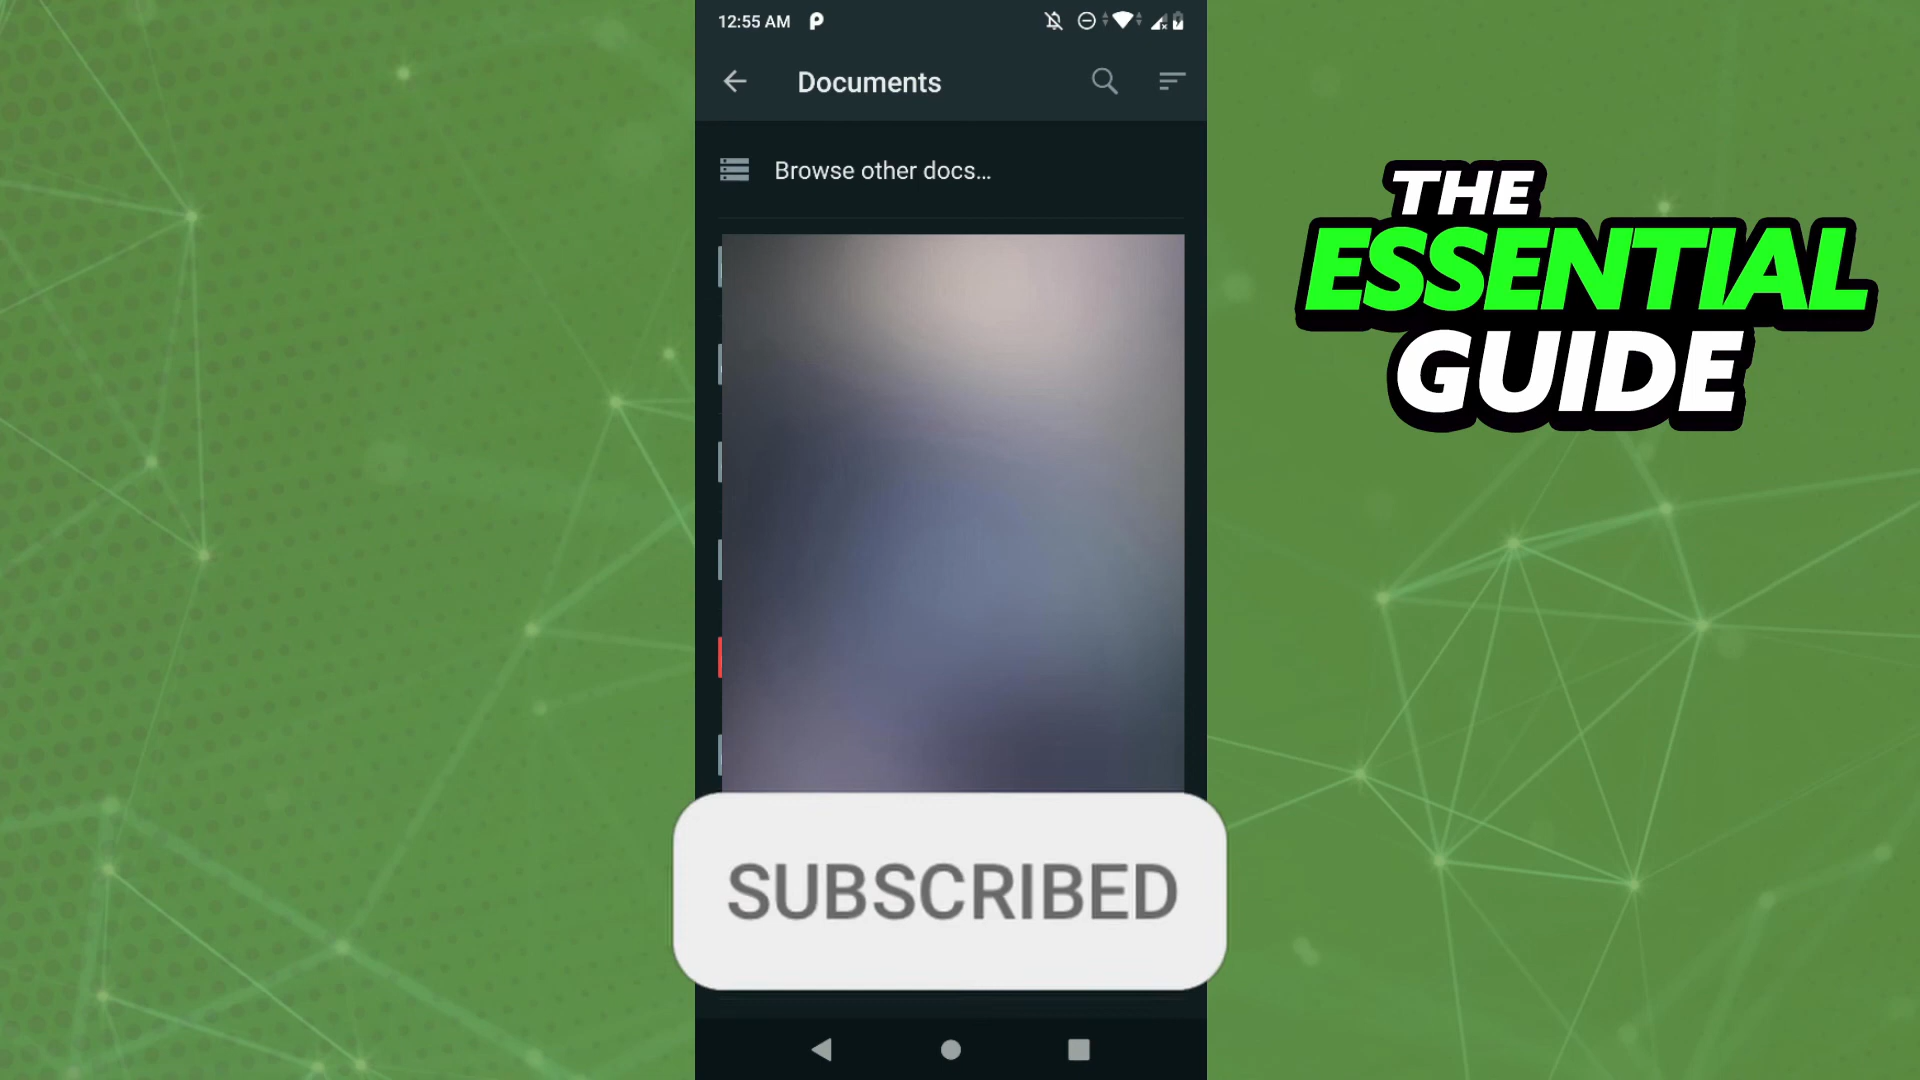 12:55 AM
Documents
Browse other docs...
SUBSCRIBED
THE
ESSENTIAL
GUIDE